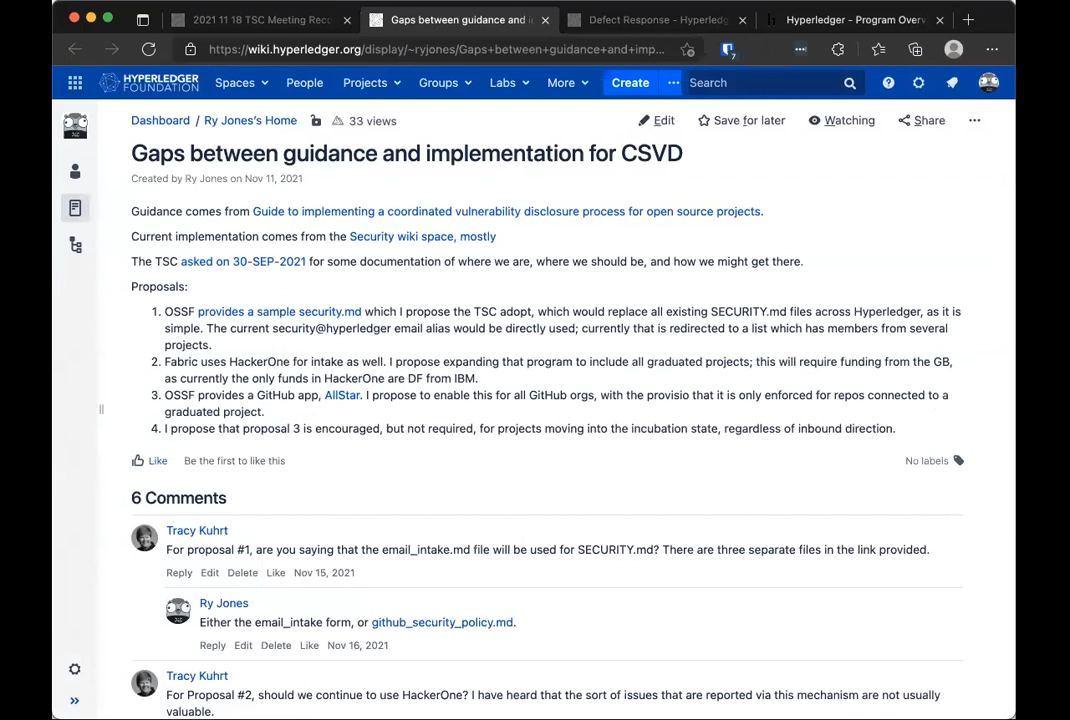 2021 11 18 TSC Meeting Reco
Gaps between guidance and i
Defect Response - Hyperledg
Hyperledger - Program Overv
https://wiki.hyperledger.org/display/~ryjones/Gaps+between+guidance+and+imp...
7
HYPERLEDGER
FOUNDATION
Spaces
People
Projects
Groups
Labs
More
Create
Search
Dashboard / Ry Jones's Home
33 views
Edit
Save for later
Watching
Share
Gaps between guidance and implementation for CSVD
Created by Ry Jones on Nov 11, 2021
Guidance comes from Guide to implementing a coordinated vulnerability disclosure process for open source projects.
Current implementation comes from the Security wiki space, mostly
The TSC asked on 30-SEP-2021 for some documentation of where we are, where we should be, and how we might get there.
Proposals:
1. OSSF provides a sample security.md which I propose the TSC adopt, which would replace all existing SECURITY.md files across Hyperledger, as it is
simple. The current security@hyperledger email alias would be directly used; currently that is redirected to a list which has members from several
projects.
2. Fabric uses HackerOne for intake as well. I propose expanding that program to include all graduated projects; this will require funding from the GB,
as currently the only funds in HackerOne are DF from IBM.
3. OSSF provides a GitHub app, AllStar. I propose to enable this for all GitHub orgs, with the provisio that it is only enforced for repos connected to a
graduated project.
4. I propose that proposal 3 is encouraged, but not required, for projects moving into the incubation state, regardless of inbound direction.
Like
Be the first to like this
No labels
6 Comments
Tracy Kuhrt
For proposal #1, are you saying that the email_intake.md file will be used for SECURITY.md? There are three separate files in the link provided.
Reply Edit Delete Like Nov 15, 2021
Ry Jones
Either the email_intake form, or github_security_policy.md.
Reply Edit Delete Like Nov 16, 2021
Tracy Kuhrt
For Proposal #2, should we continue to use HackerOne? I have heard that the sort of issues that are reported via this mechanism are not usually
valuable.